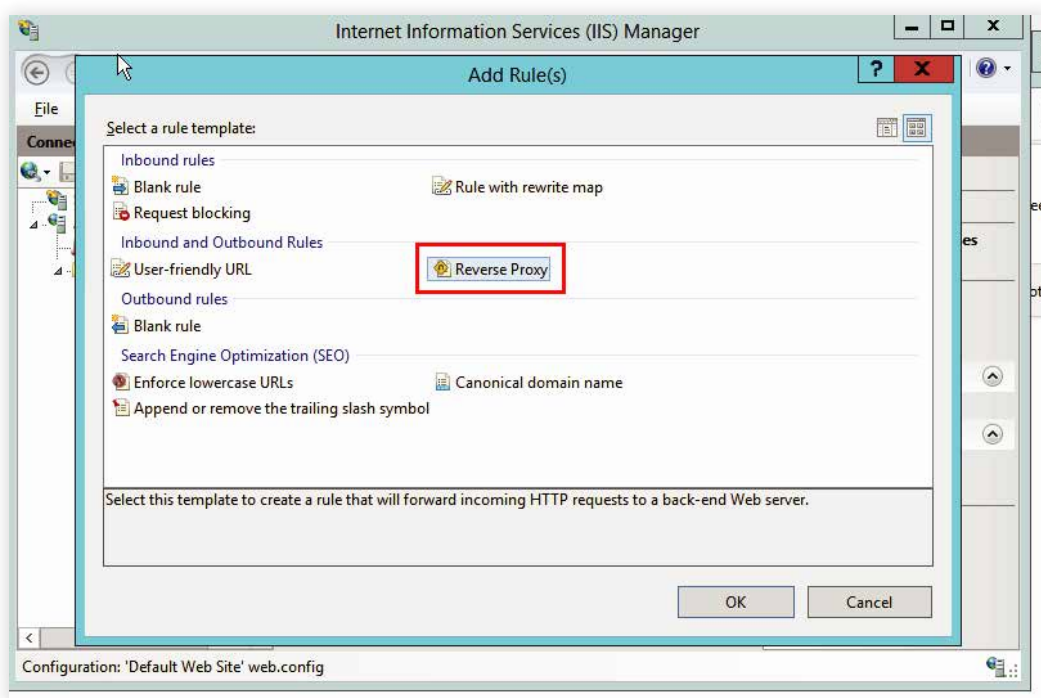 Internet Information Services (IIS) Manager
Add Rule(s)
File
Select a rule template:
Inbound rules
Blank rule
Rule with rewrite map
Request blocking
Inbound and Outbound Rules
User-friendly URL
Reverse Proxy
Outbound rules
Blank rule
Search Engine Optimization (SEO)
Enforce lowercase URLs
Canonical domain name
Append or remove the trailing slash symbol
Select this template to create a rule that will forward incoming HTTP requests to a back-end Web server.
OK
Cancel
Configuration: 'Default Web Site' web.config